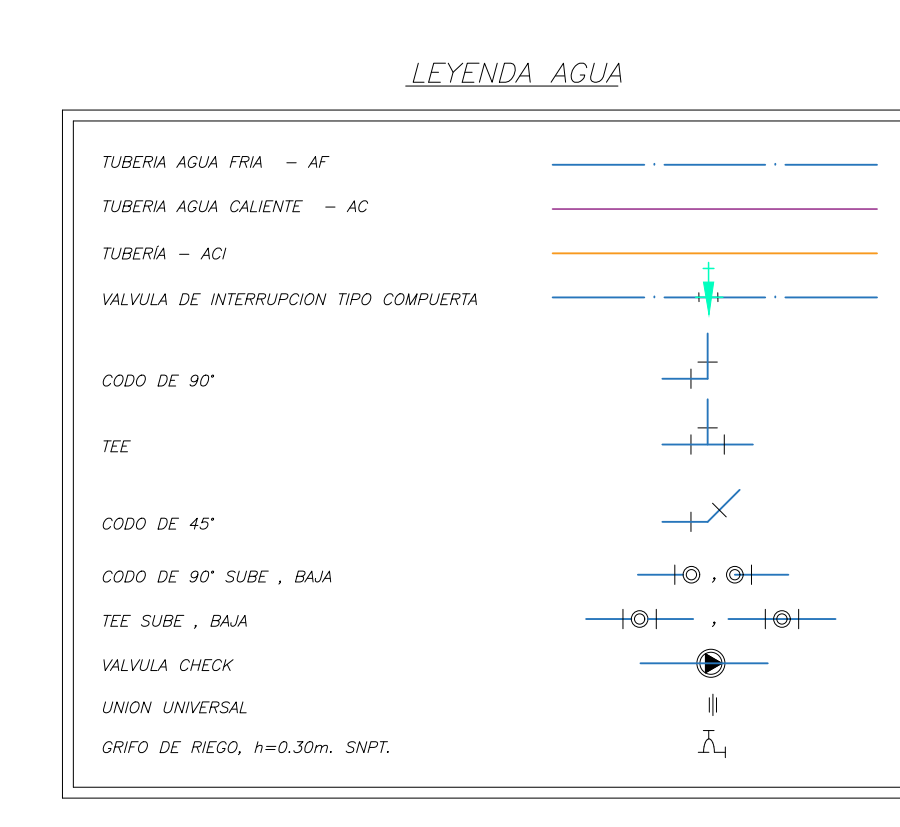 LEYENDA AGUA
TUBERIA AGUA FRIA - AF
TUBERIA AGUA CALIENTE - AC
TUBERÍA - ACI
VALVULA DE INTERRUPCION TIPO COMPUERTA
CODO DE 90°
TEE
CODO DE 45°
CODO DE 90° SUBE , BAJA
,
TEE SUBE , BAJA
,
VALVULA CHECK
UNION UNIVERSAL
GRIFO DE RIEGO, h=0.30m. SNPT.